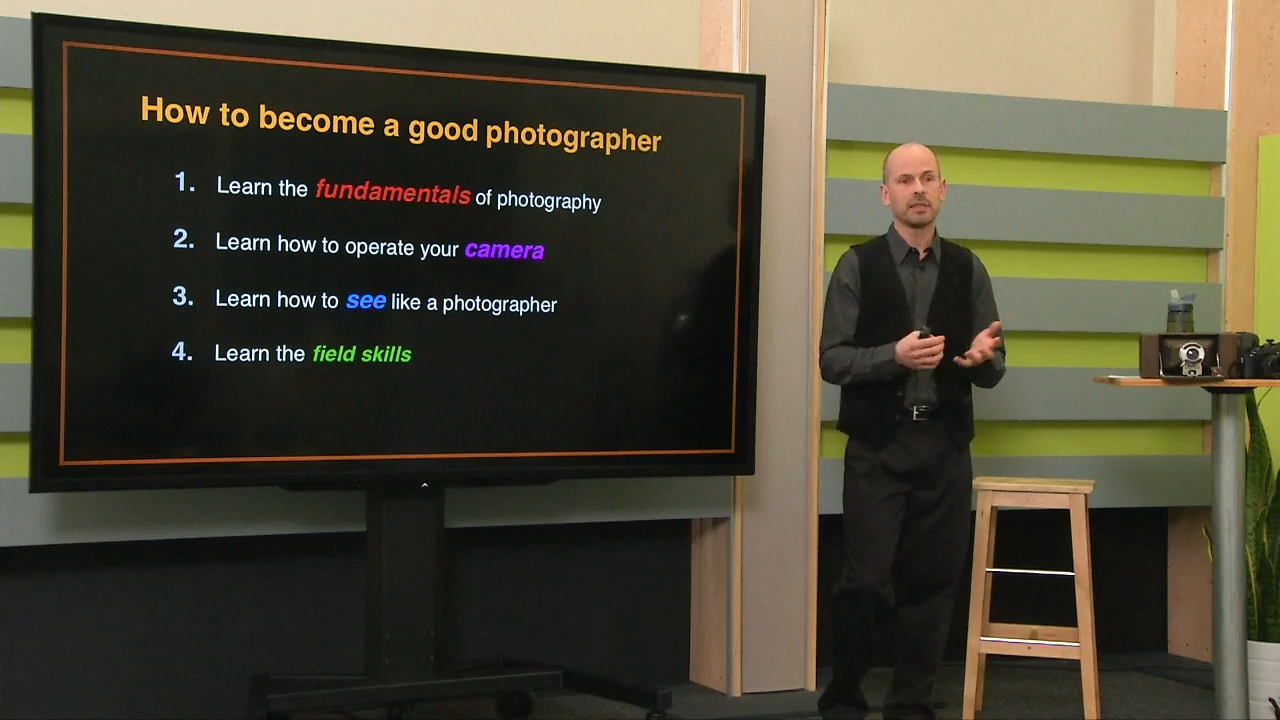 How to become a good photographer
1. Learn the fundamentals of photography
2. Learn how to operate your camera
3. Learn how to see like a photographer
4. Learn the field skills